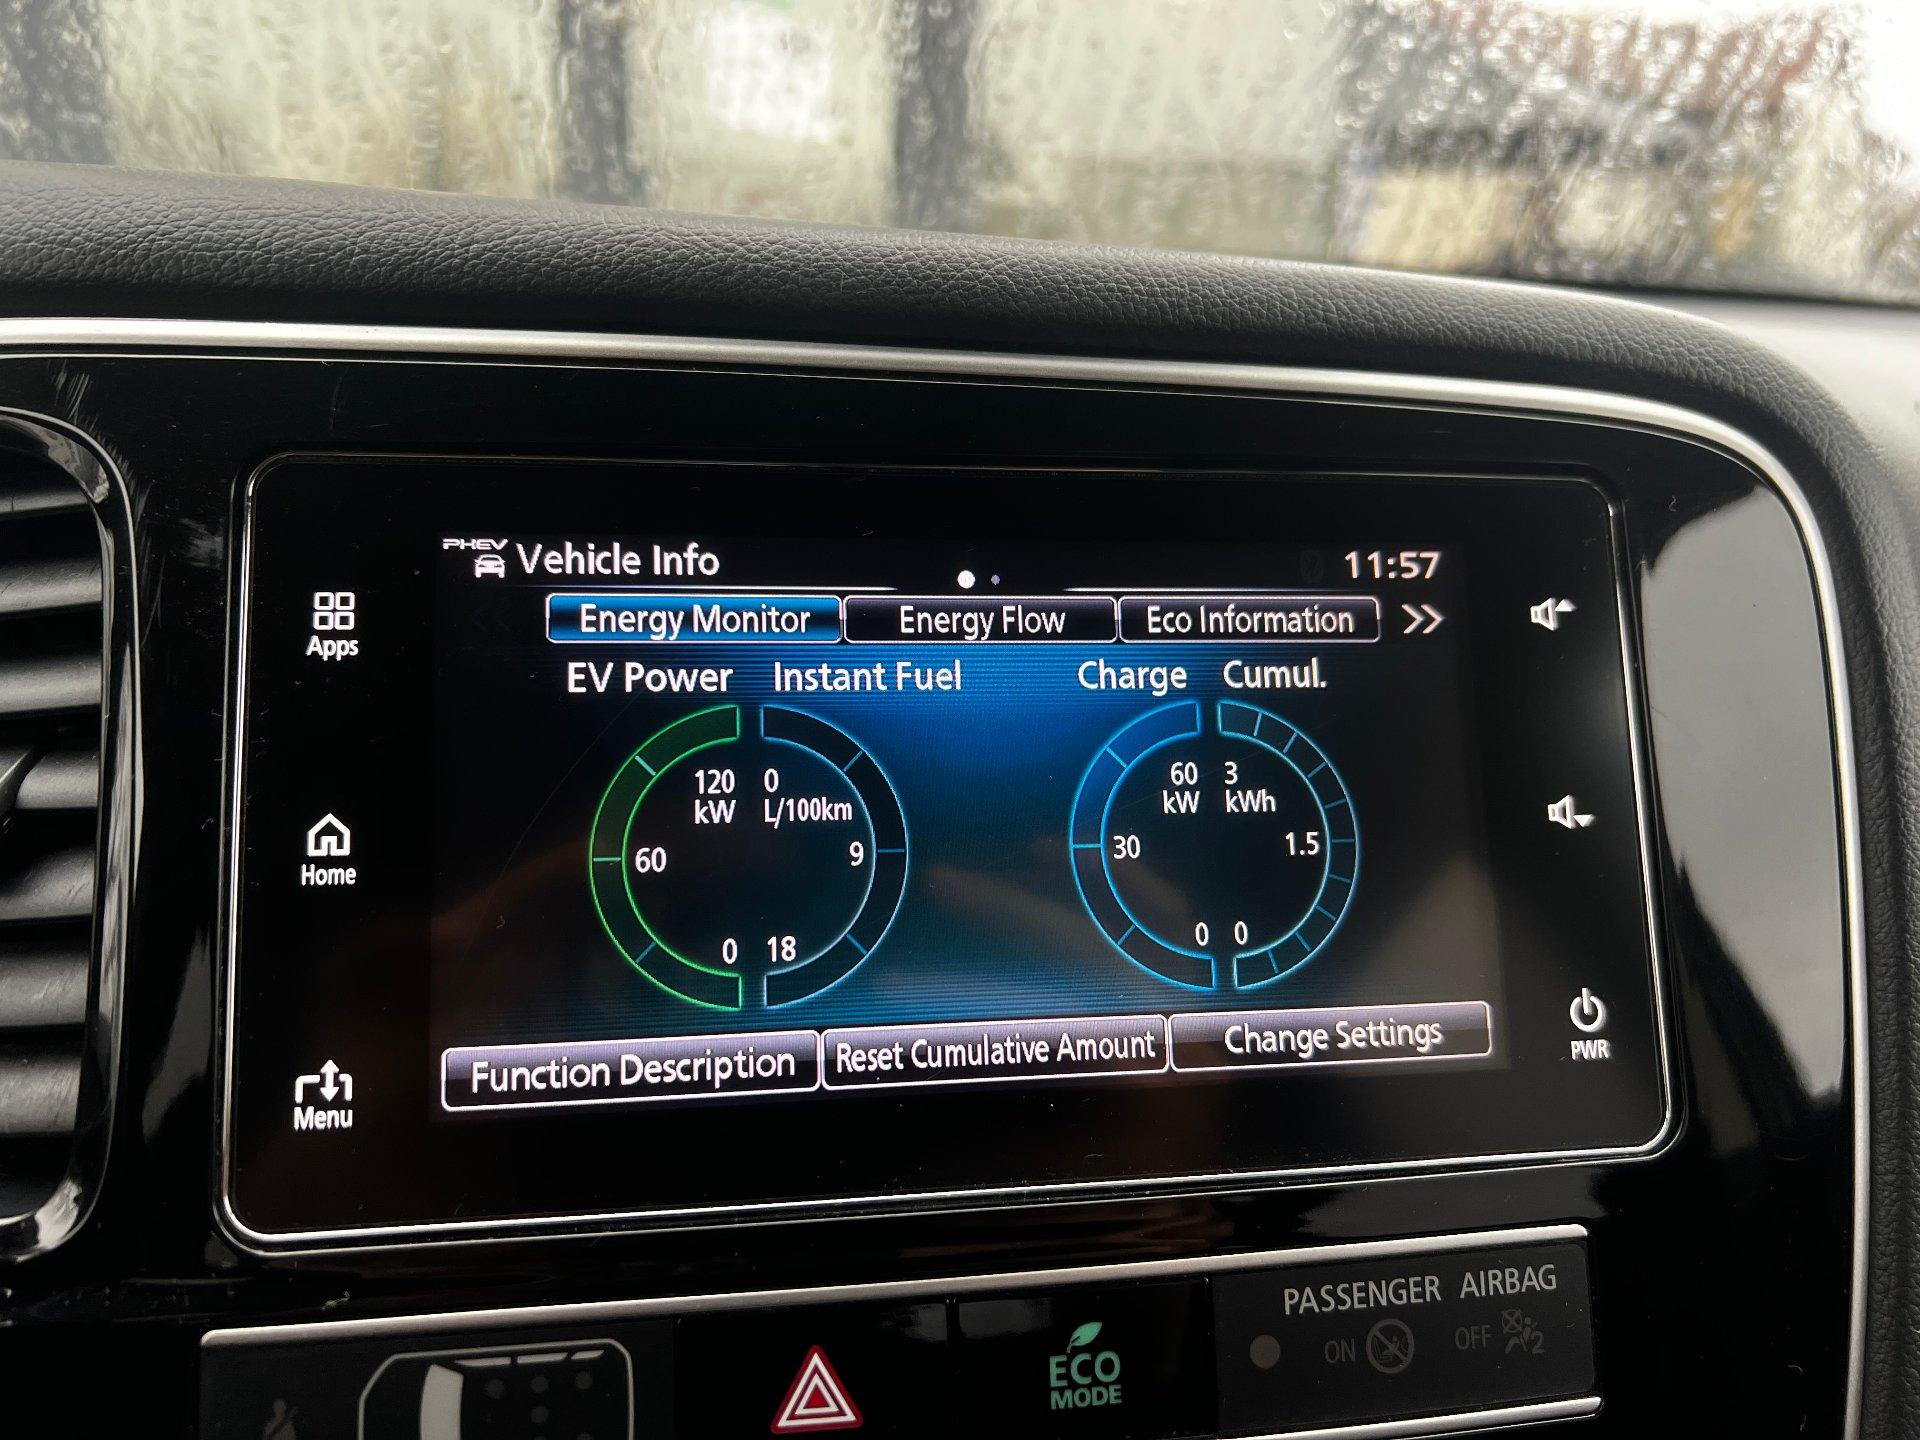 PHEV
Vehicle Info
11:57
Apps
Energy Monitor
Energy Flow
Eco Information
EV Power
Instant Fuel
Charge
Cumul.
120
kW
0
L/100km
60
kW
3
kWh
60
9
30
1.5
0
18
0
0
Home
Function Description
Reset Cumulative Amount
Change Settings
Menu
PWR
ECO
MODE
PASSENGER AIRBAG
ON
OFF
2